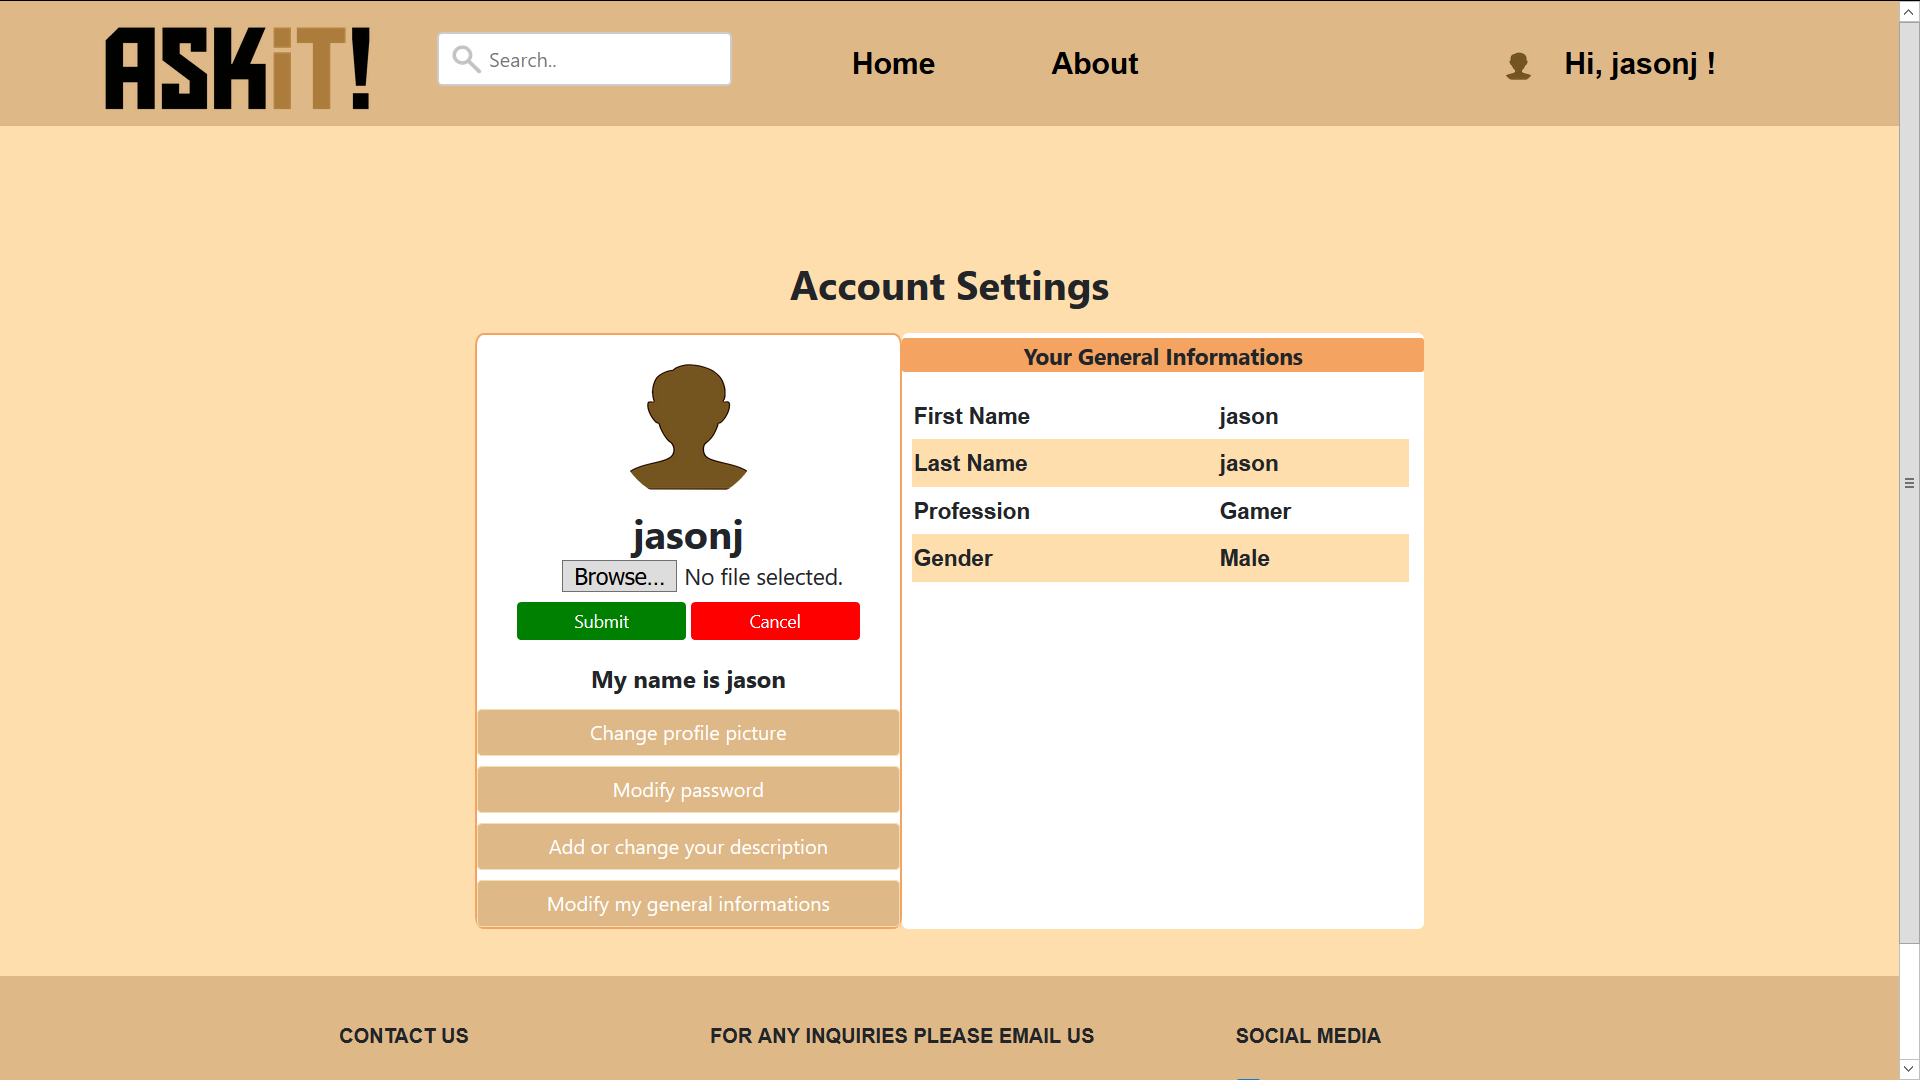 ASKiT!
Search..
Home
About
Hi, jasonj !
Account Settings
jasonj
Browse... No file selected.
Submit
Cancel
My name is jason
Change profile picture
Modify password
Add or change your description
Modify my general informations
Your General Informations
First Name jason
Last Name jason
Profession Gamer
Gender Male
CONTACT US
FOR ANY INQUIRIES PLEASE EMAIL US
SOCIAL MEDIA